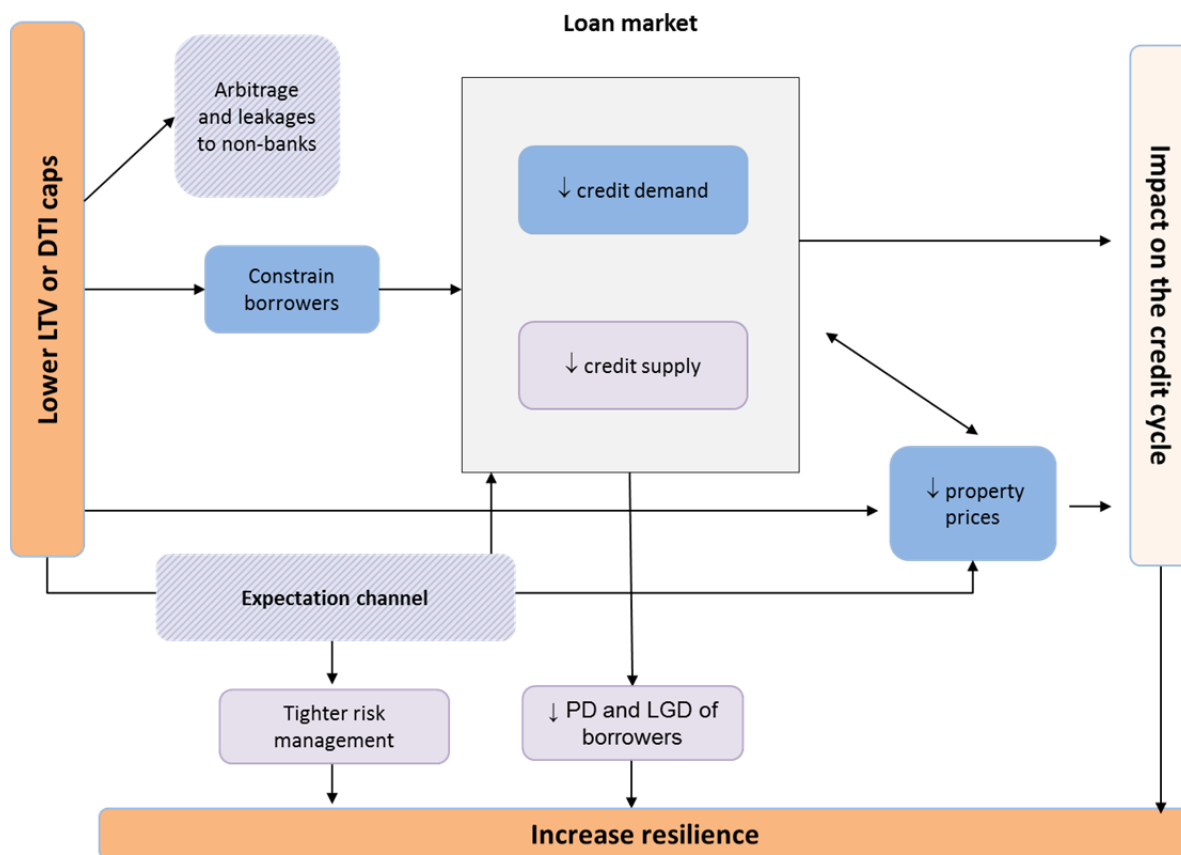 Loan market
Lower LTV or DTI caps
Arbitrage
and leakages
to non-banks
↓ credit demand
Constrain
borrowers
↓ credit supply
Impact on the credit cycle
↓ property
prices
Expectation channel
Tighter risk
management
↓ PD and LGD of
borrowers
Increase resilience